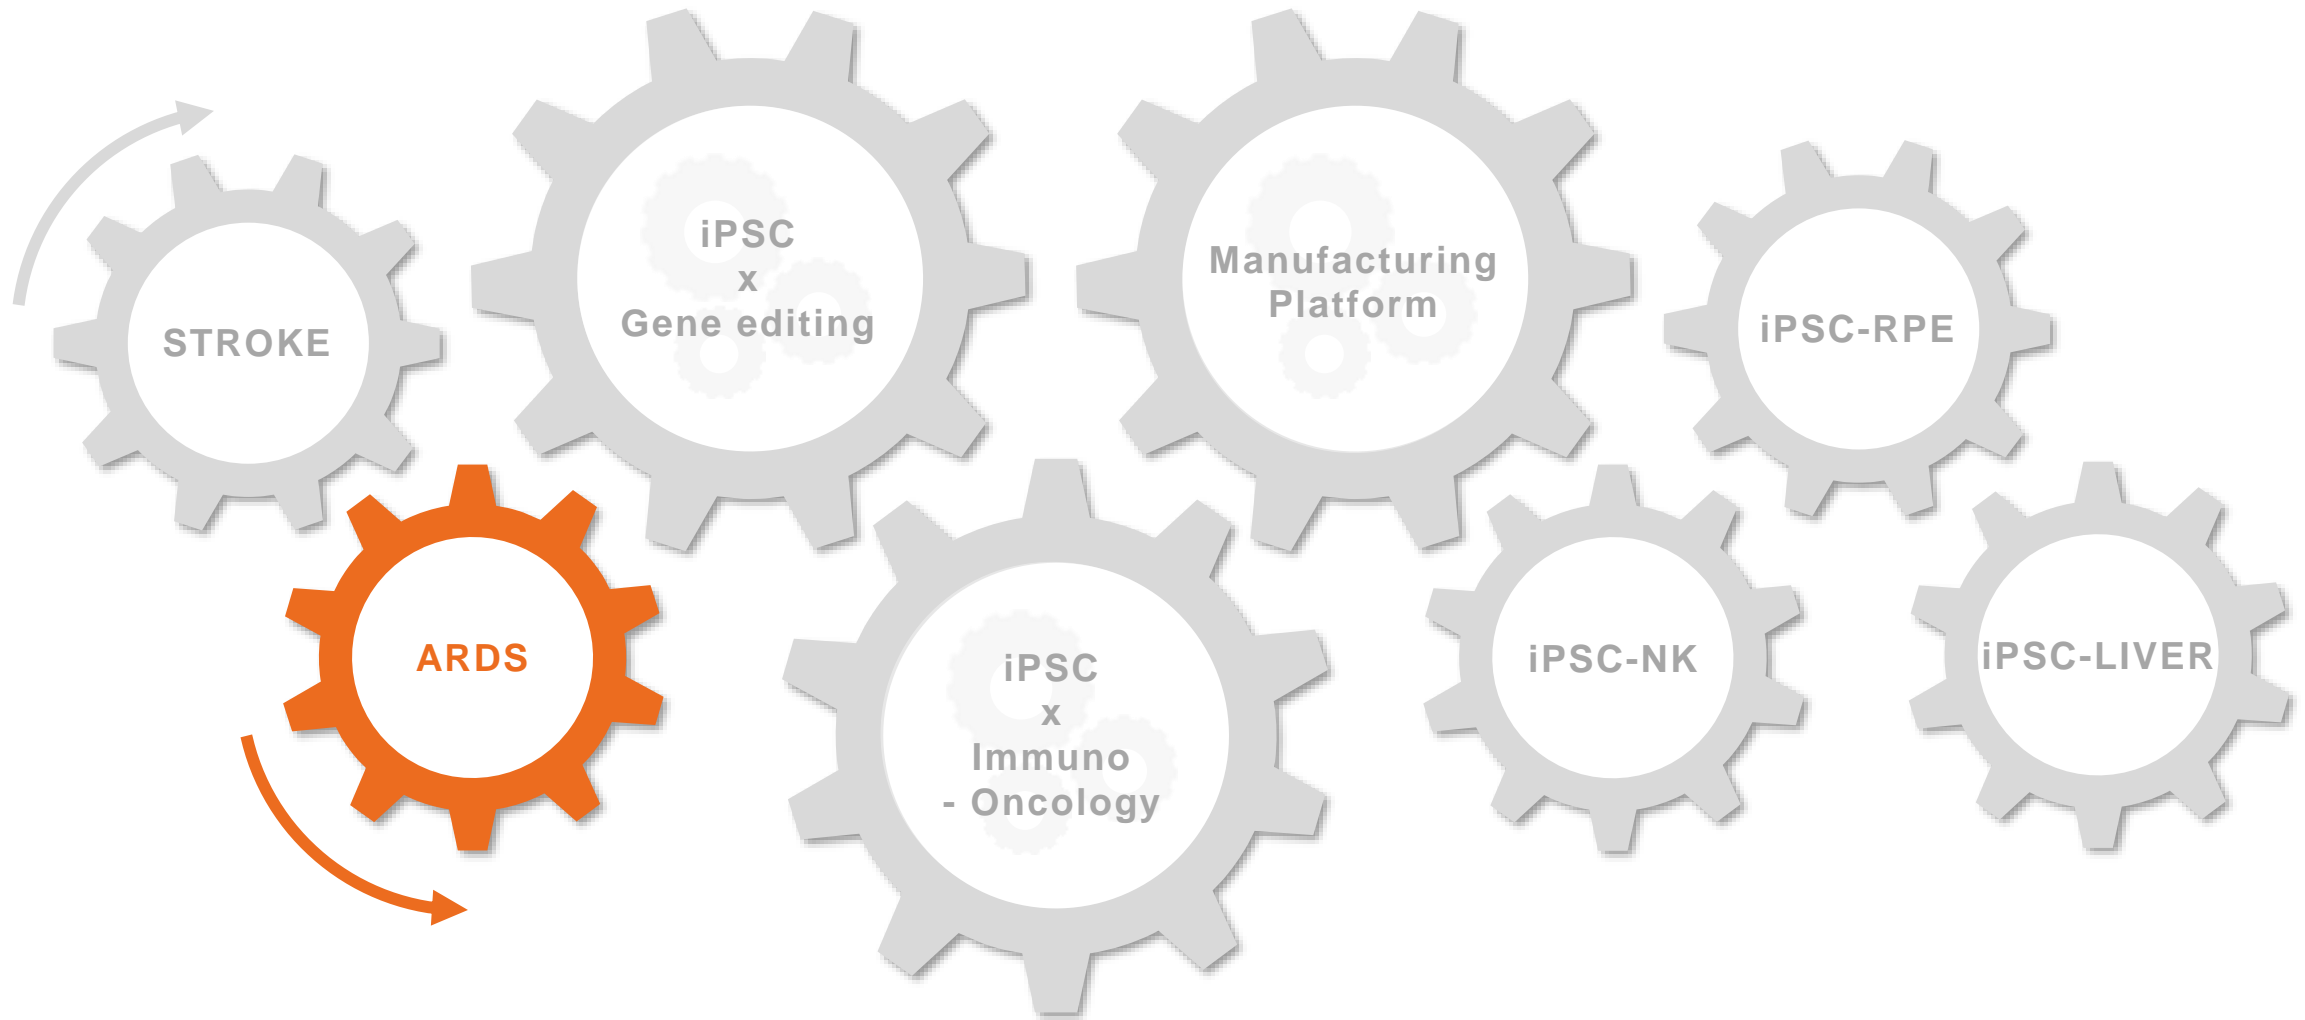 STROKE
iPSC
x
Gene editing
Manufacturing
Platform
iPSC-RPE
ARDS
iPSC
x
Immuno
- Oncology
iPSC-NK
iPSC-LIVER